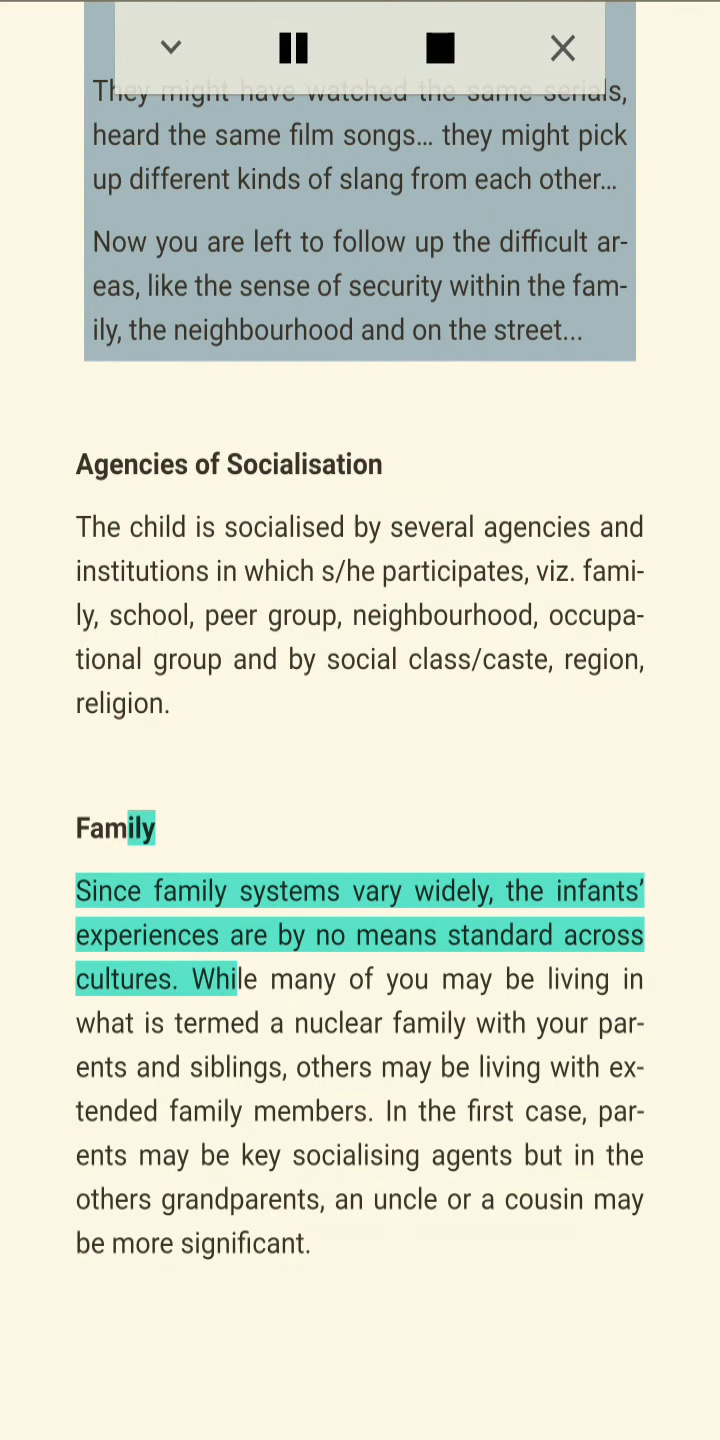 They might have watched the same serials,
heard the same film songs… they might pick
up different kinds of slang from each other…
Now you are left to follow up the difficult ar-
eas, like the sense of security within the fam-
ily, the neighbourhood and on the street...
Agencies of Socialisation
The child is socialised by several agencies and
institutions in which s/he participates, viz. fami-
ly, school, peer group, neighbourhood, occupa-
tional group and by social class/caste, region,
religion.
Family
Since family systems vary widely, the infants’
experiences are by no means standard across
cultures. While many of you may be living in
what is termed a nuclear family with your par-
ents and siblings, others may be living with ex-
tended family members. In the first case, par-
ents may be key socialising agents but in the
others grandparents, an uncle or a cousin may
be more significant.